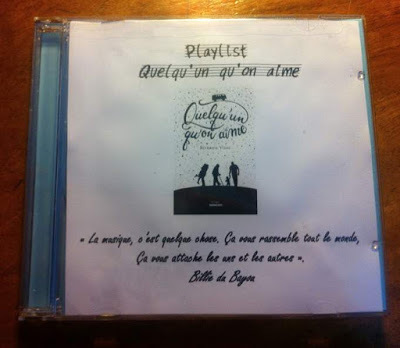 Playlist
Quelqu'un qu'on aime
Quelqu'un
qu'on aime
« La musique, c'est quelque chose. Ça vous rassemble tout le monde,
Ça vous attache les uns et les autres ».
Billie du Bayou